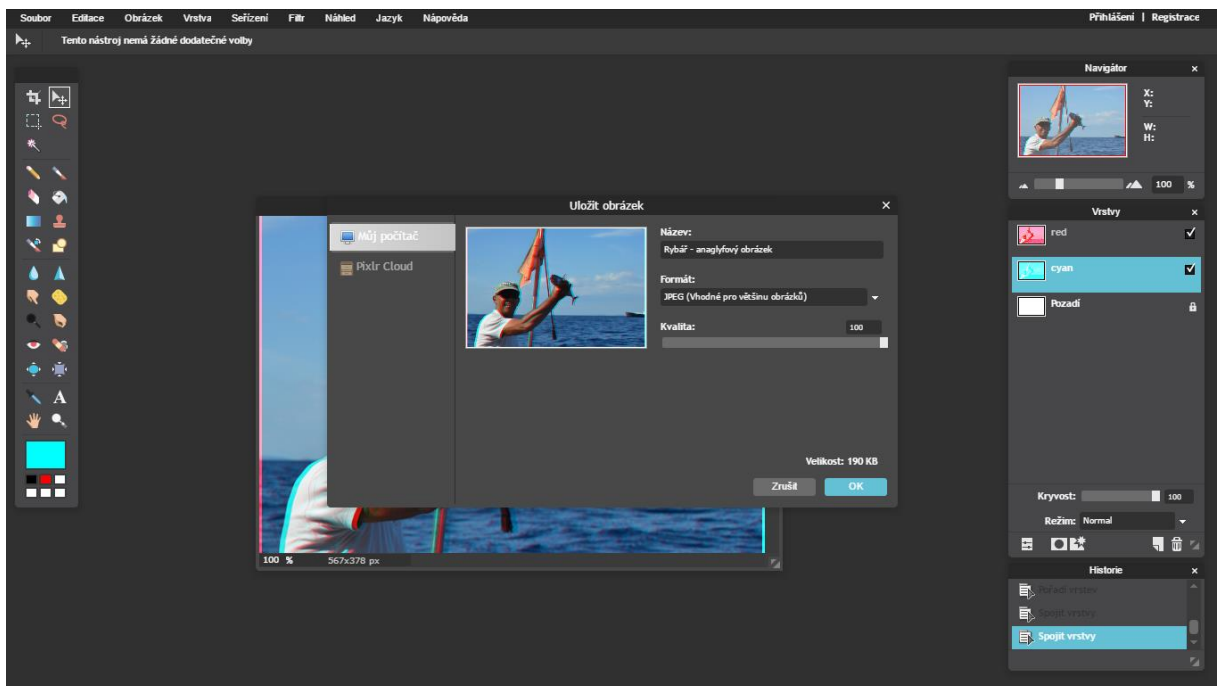 Soubor Editace Obrázek Vrstva Seřízení Filtr Náhled Jazyk Nápověda Přihlášení | Registrace
Tento nástroj nemá žádné dodatečné volby
Navigátor x
X:
Y:
W:
H:
100 %
Uložit obrázek x
Můj počítač
Pixlr Cloud
Název:
Rybář - anaglyfový obrázek
Formát:
JPEG (Vhodné pro většinu obrázků)
Kvalita: 100
Velikost: 190 KB
Zrušit OK
100 % 567x378 px
Vrstvy x
red
cyan
Pozadí
Kryvost: 100
Režim: Normal
Historie x
Pořadí vrstev
Spojit vrstvy
Spojit vrstvy
A